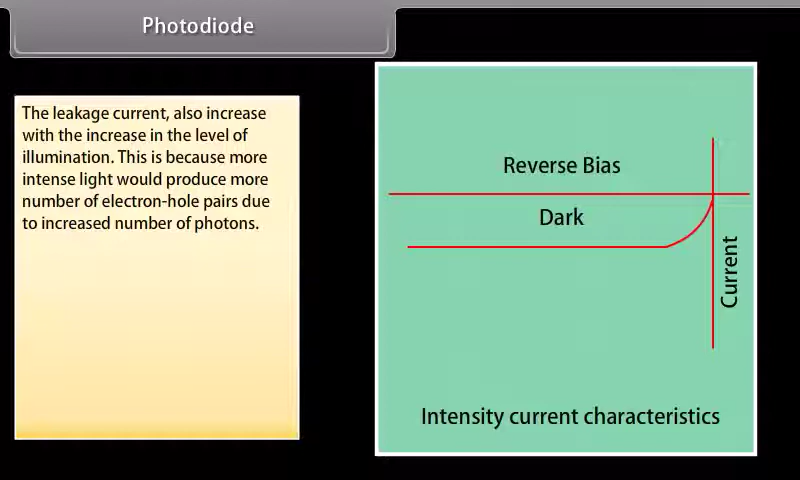 Photodiode
The leakage current, also increase
with the increase in the level of
illumination. This is because more
intense light would produce more
number of electron-hole pairs due
to increased number of photons.
Reverse Bias
Dark
Current
Intensity current characteristics